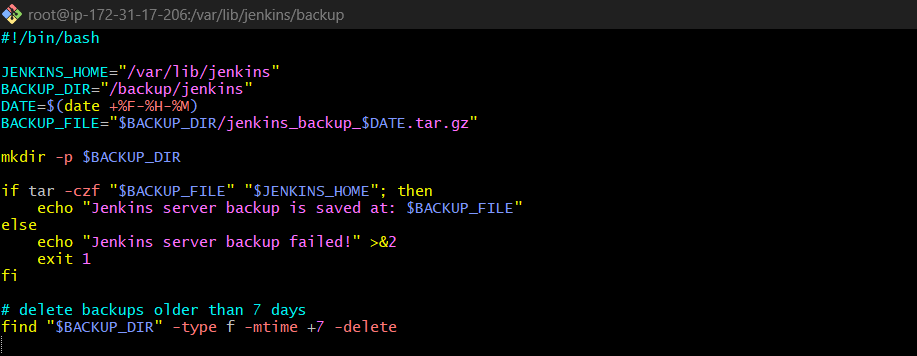 root@ip-172-31-17-206:/var/lib/jenkins/backup
#!/bin/bash
JENKINS_HOME="/var/lib/jenkins"
BACKUP_DIR="/backup/jenkins"
DATE=$(date +%F-%H-%M)
BACKUP_FILE="$BACKUP_DIR/jenkins_backup_$DATE.tar.gz"
mkdir -p $BACKUP_DIR
if tar -czf "$BACKUP_FILE" "$JENKINS_HOME"; then
    echo "Jenkins server backup is saved at: $BACKUP_FILE"
else
    echo "Jenkins server backup failed!" >&2
    exit 1
fi
# delete backups older than 7 days
find "$BACKUP_DIR" -type f -mtime +7 -delete